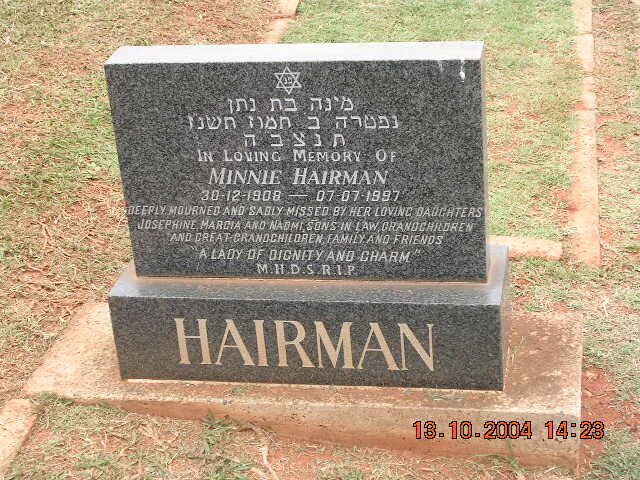 מינה בת נתן
נפטרה ב תמוז תשנ״ז
ת נ צ ב ה
IN LOVING MEMORY OF
MINNIE HAIRMAN
30-12-1908 — 07-07-1997
DEEPLY MOURNED AND SADLY MISSED BY HER LOVING DAUGHTERS
JOSEPHINE, MARCIA AND NAOMI, SONS IN LAW, GRANDCHILDREN
AND GREAT-GRANDCHILDREN, FAMILY AND FRIENDS
"A LADY OF DIGNITY AND CHARM"
M.H.D.S.R.I.P.
HAIRMAN
13.10.2004 14:23